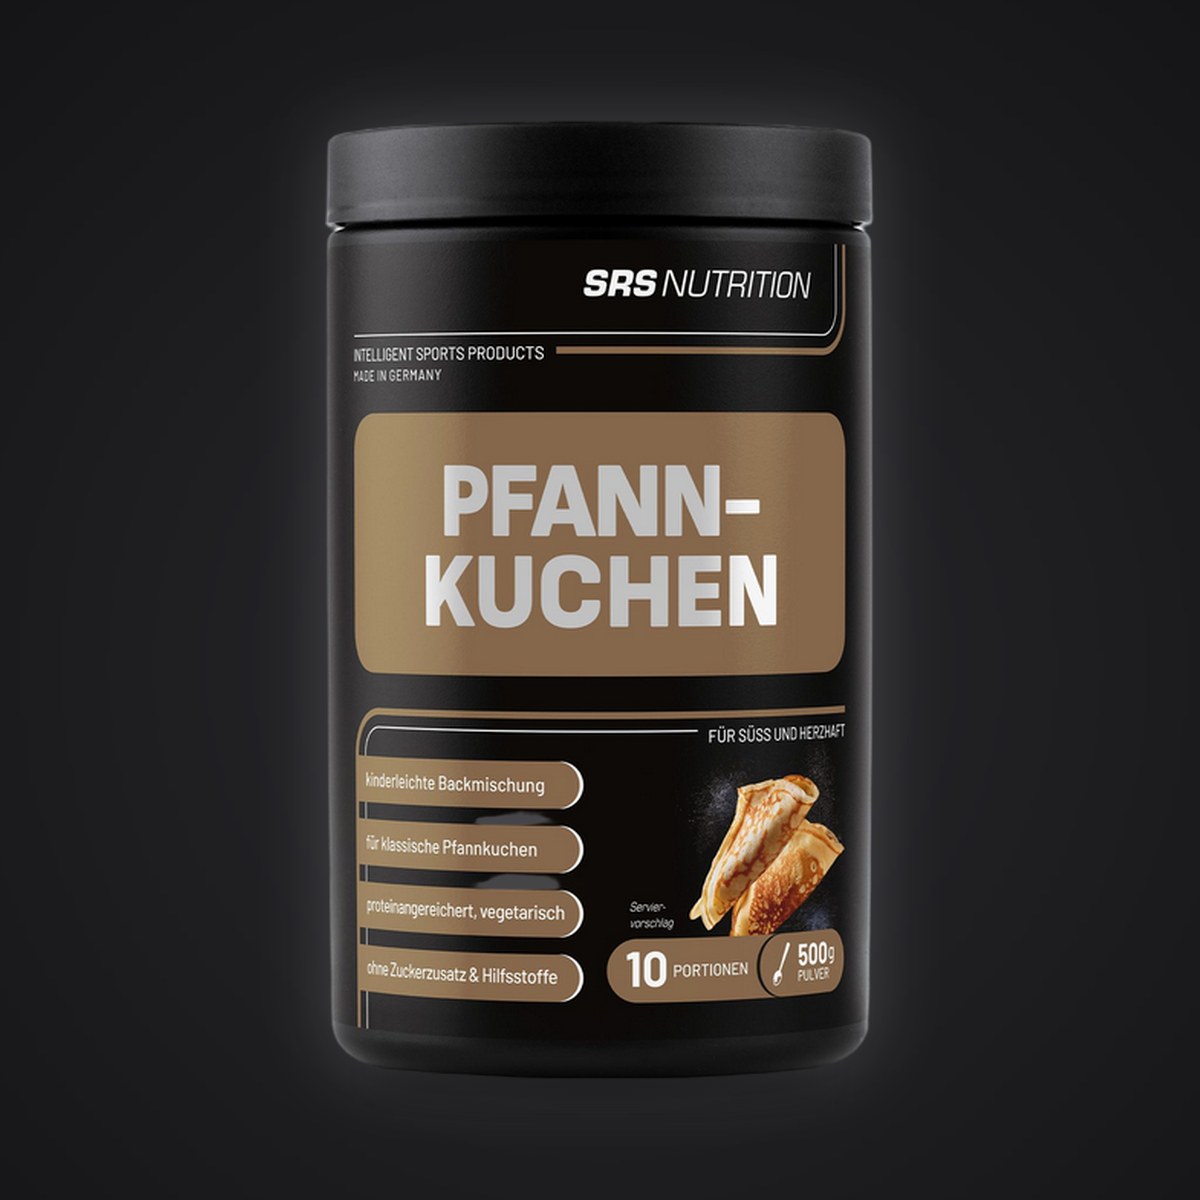 SRS NUTRITION
INTELLIGENT SPORTS PRODUCTS
MADE IN GERMANY
PFANN-
KUCHEN
FÜR SÜSS UND HERZHAFT
kinderleichte Backmischung
für klassische Pfannkuchen
proteinangereichert, vegetarisch
ohne Zuckerzusatz & Hilfsstoffe
Servier-
vorschlag
10 PORTIONEN
500g
PULVER